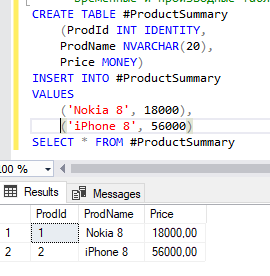 CREATE TABLE #ProductSummary
(ProdId INT IDENTITY,
ProdName NVARCHAR(20),
Price MONEY)
INSERT INTO #ProductSummary
VALUES
('Nokia 8', 18000),
('iPhone 8', 56000)
SELECT * FROM #ProductSummary
00 %
Results Messages
ProdId ProdName Price
1 1 Nokia 8 18000,00
2 2 iPhone 8 56000,00